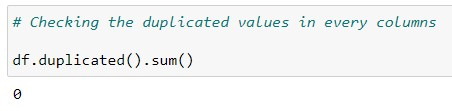 # Checking the duplicated values in every columns
df.duplicated().sum()
0